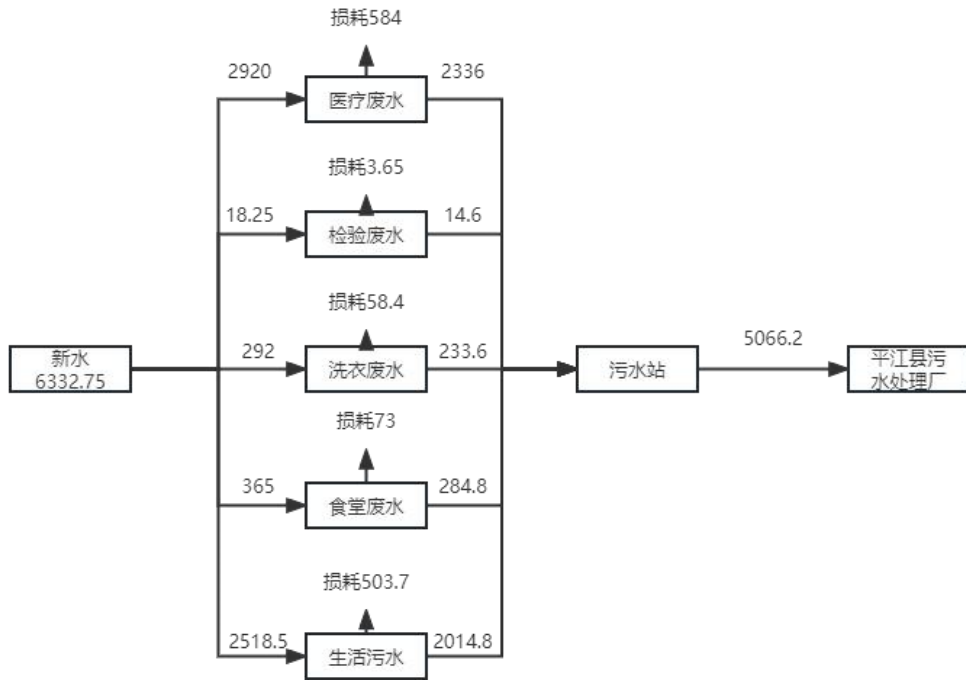 损耗584
2920
医疗废水
2336
损耗3.65
18.25
检验废水
14.6
损耗58.4
新水
6332.75
292
洗衣废水
233.6
污水站
5066.2
平江县污
水处理厂
损耗73
365
食堂废水
284.8
损耗503.7
2518.5
生活污水
2014.8